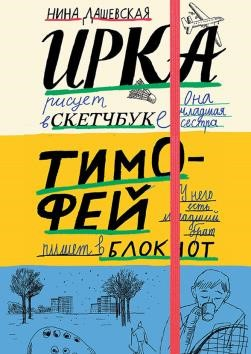 НИНА ДАШЕВСКАЯ
ИРКА
рисует
в СКЕТЧБУКЕ
Она
младшая
сестра
ТИМО-
ФЕЙ
У него
есть
младший
брат
пишет в БЛОКНОТ